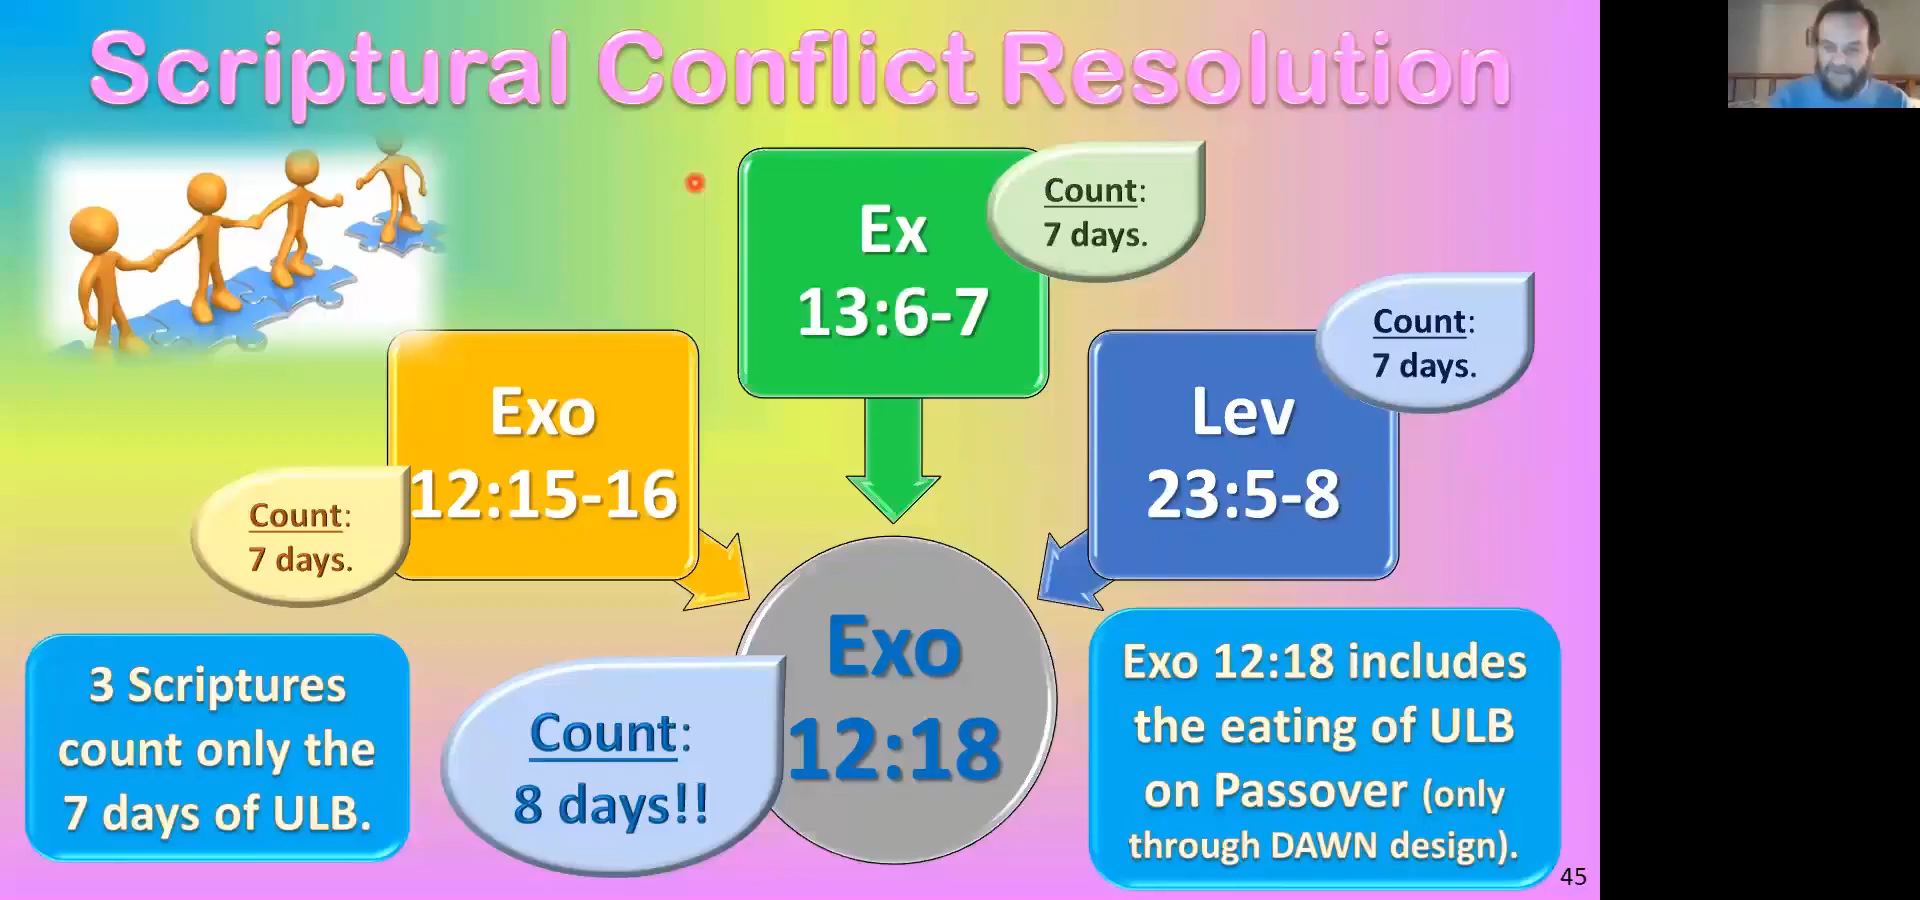 Scriptural Conflict Resolution
Ex
13:6-7
Count:
7 days.
Exo
12:15-16
Count:
7 days.
Lev
23:5-8
Count:
7 days.
Exo
12:18
Count:
8 days!!
3 Scriptures
count only the
7 days of ULB.
Exo 12:18 includes
the eating of ULB
on Passover (only
through DAWN design).
45